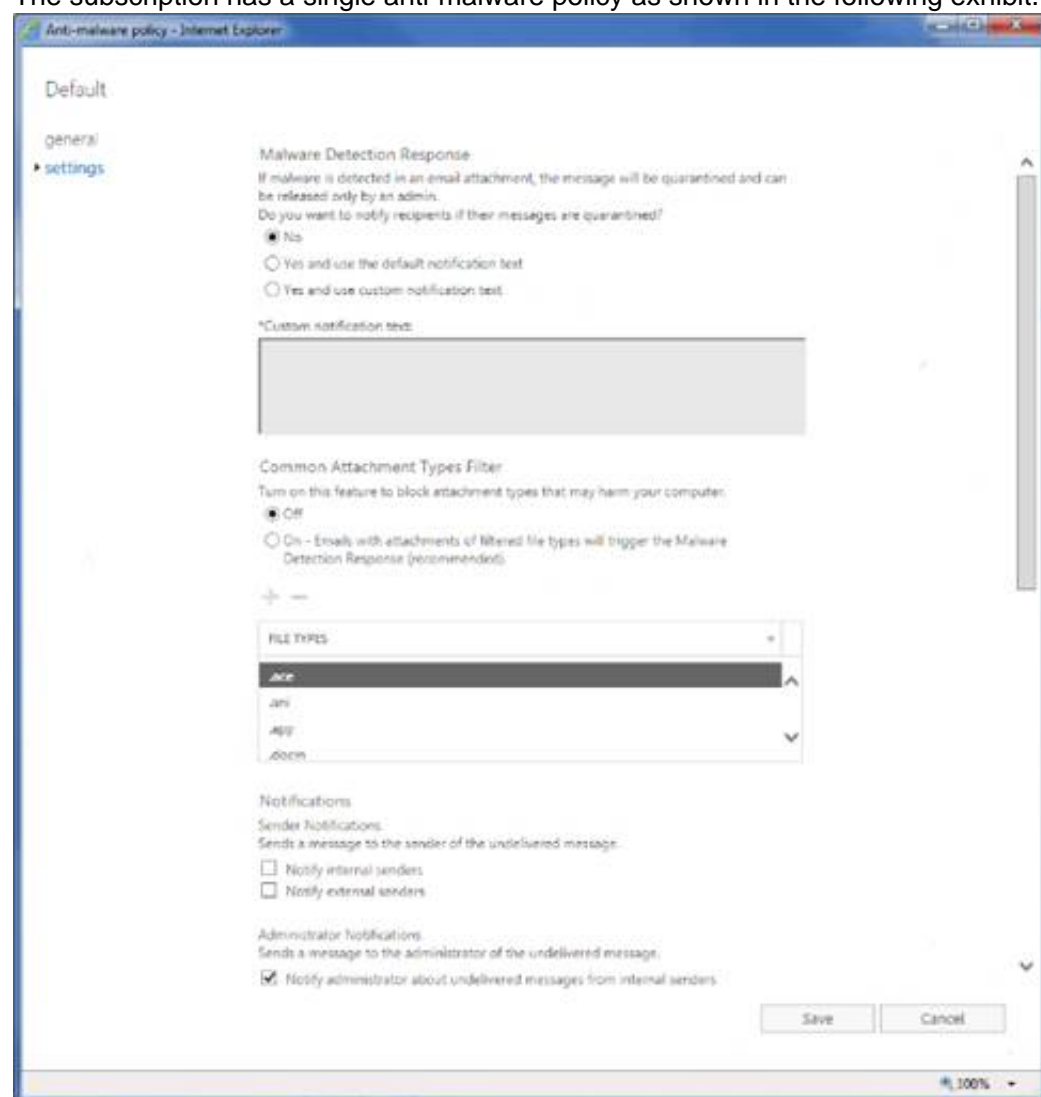 The subscription has a single anti-malware policy as shown in the following exhibit.
Anti-malware policy - Internet Explorer
Default
general
settings
Malware Detection Response
If malware is detected in an email attachment, the message will be quarantined and can
be released only by an admin.
Do you want to notify recipients if their messages are quarantined?
No
Yes and use the default notification text
Yes and use custom notification text
*Custom notification text:
Common Attachment Types Filter
Turn on this feature to block attachment types that may harm your computer.
Off
On - Emails with attachments of filtered file types will trigger the Malware
Detection Response (recommended).
FILE TYPES
.ace
.ani
.app
.docm
Notifications
Sender Notifications
Sends a message to the sender of the undelivered message.
Notify internal senders
Notify external senders
Administrator Notifications
Sends a message to the administrator of the undelivered message.
Notify administrator about undelivered messages from internal senders
Save
Cancel
100%